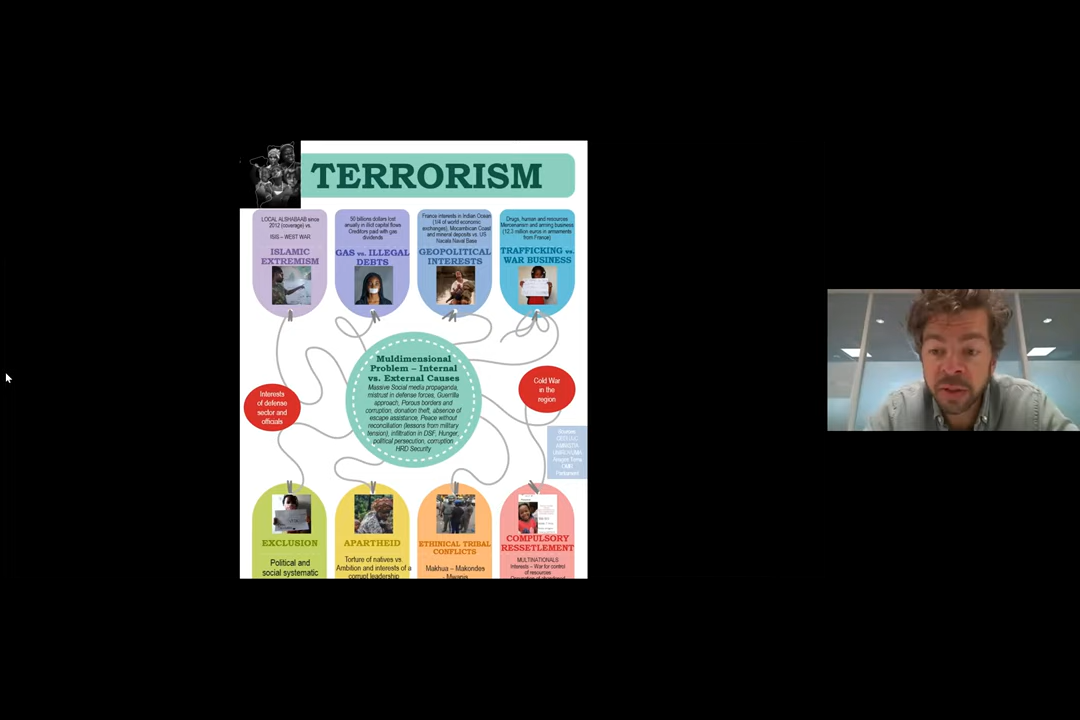 TERRORISM
LOCAL ALSHABAAB since
2012 (coverage) vs.
ISIS – WEST WAR
ISLAMIC
EXTREMISM
50 billions dollars lost
annually in illicit capital flows
Creditors paid with gas
dividends
GAS vs. ILLEGAL
DEBTS
France interests in Indian Ocean
(1/4 of world economic
exchanges), Mocambican Coast
and mineral deposits vs. US
Nacala Naval Base
GEOPOLITICAL
INTERESTS
Drugs, human and resources
Mercenarism and arming business
(12.3 million euros in armaments
from France)
TRAFFICKING vs.
WAR BUSINESS
Muldimensional
Problem – Internal
vs. External Causes
Massive Social media propaganda,
mistrust in defense forces, Guerrilla
approach, Porous borders and
corruption, donation theft, absence of
escape assistance, Peace without
reconciliation (lessons from military
tension), infiltration in DSF, Hunger,
political persecution, corruption
HRD Security
Interests
of defense
sector and
officials
Cold War
in the
region
Sources
OMR
Parliament
EXCLUSION
Political and
social systematic
APARTHEID
Torture of natives vs
Ambition and interests of a
corrupt leadership
ETHINICAL TRIBAL
CONFLICTS
Makhua – Makondes
- Mwanis
COMPULSORY
RESSETLEMENT
MULTINATIONALS
Interests – War for control
of resources